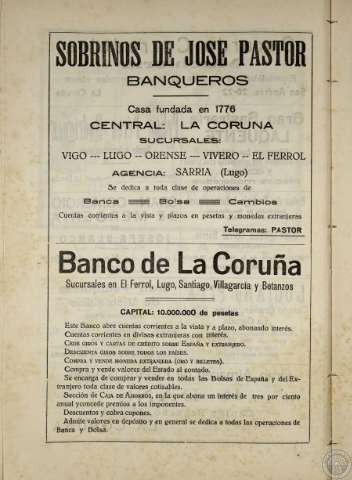 SOBRINOS DE JOSE PASTOR
BANQUEROS
Casa fundada en 1776
CENTRAL: LA CORUNA
SUCURSALES:
VIGO --- LUGO -- ORENSE --- VIVERO -- EL FERROL
AGENCIA: SARRIA (Lugo)
Se dedica a toda clase de operaciones de
Banca Bolsa Cambios
Cuentas corrientes a la vista y plazos en pesetas y monedas extranjeras
Telegramas: PASTOR
Banco de La Coruña
Sucursales en El Ferrol, Lugo, Santiago, Villagarcía y Betanzos
CAPITAL: 10.000.000 de pesetas
Este Banco abre cuentas corrientes a la vista y a plazo, abonando interés.
Cuentas corrientes en divisas extranjeras con interés.
CEDE GIROS Y CARTAS DE CRÉDITO SOBRE ESPAÑA Y EXTRANJERO.
DESCUENTA GIROS SOBRE TODOS LOS PAÍSES.
COMPRA Y VENDE MONEDA EXTRANJERA (ORO Y BILLETES).
Compra y vende valores del Estado al contado.
Se encarga de comprar y vender en todas las Bolsas de España y del Ex-
tranjero toda clase de valores cotizables.
Sección de CAJA DE AHORROS, en la que abona un interés de tres por ciento
anual y concede premios a los imponentes.
Descuentos y cobra cupones.
Admite valores en depósito y en general se dedica a todas las operaciones de
Banca y Bolsa.